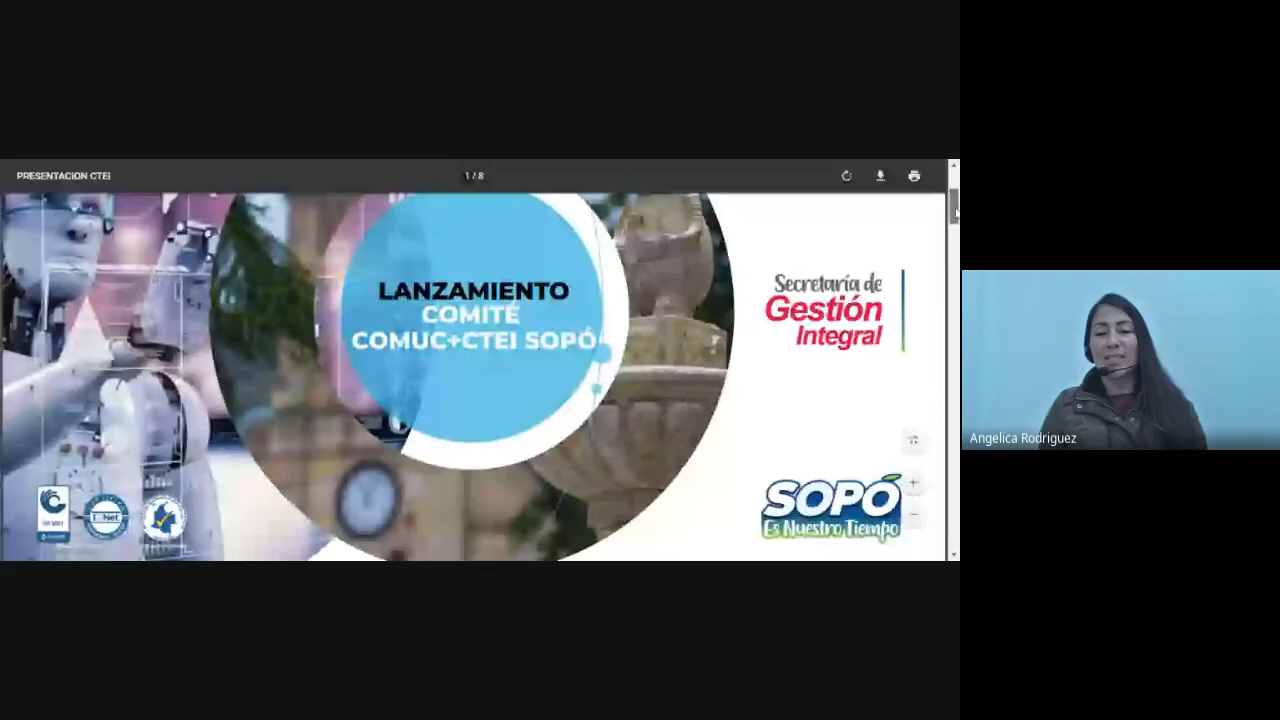 PRESENTACION CTEI
1 / 8
LANZAMIENTO
COMITÉ
COMUC+CTEI SOPÓ
Secretaría de
Gestión
Integral
SOPÓ
Es Nuestro Tiempo
Angelica Rodriguez